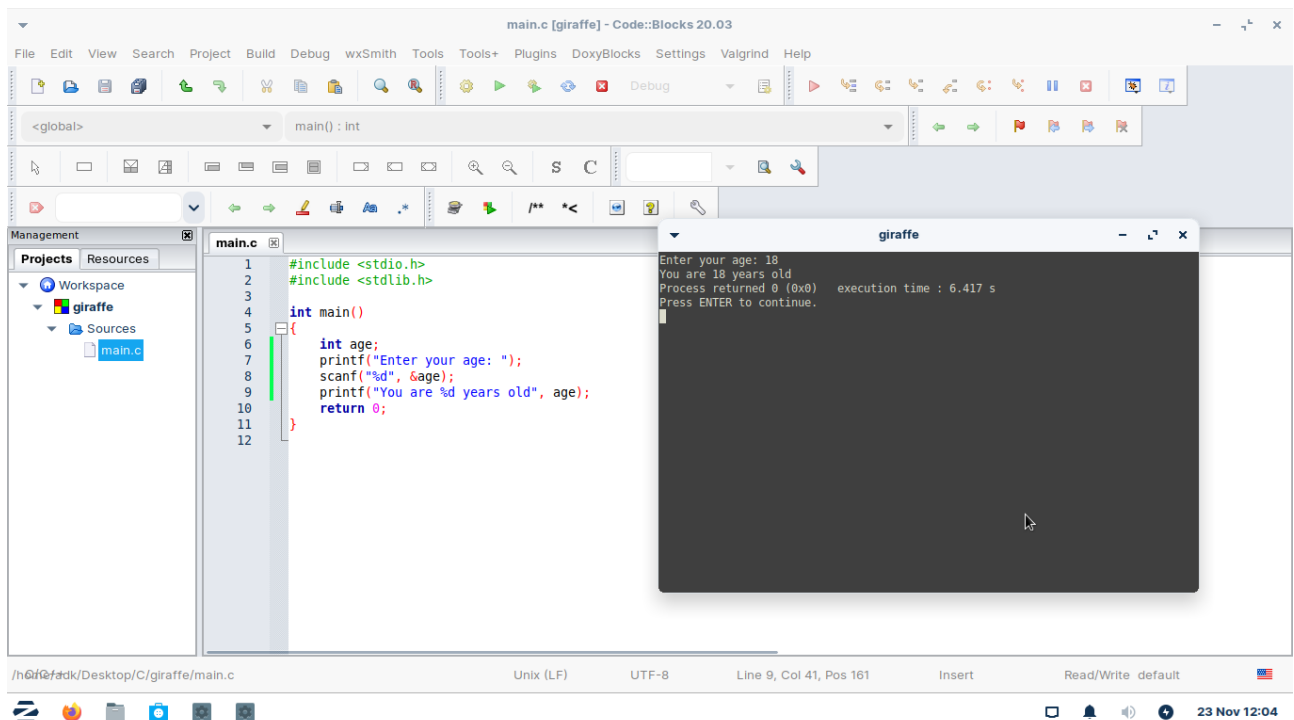 main.c [giraffe] - Code::Blocks 20.03
File Edit View Search Project Build Debug wxSmith Tools Tools+ Plugins DoxyBlocks Settings Valgrind Help
Debug
<global> main() : int
S C
/** *<
Management
Projects Resources
Workspace
giraffe
Sources
main.c
main.c
1 #include <stdio.h>
2 #include <stdlib.h>
3
4 int main()
5 {
6 int age;
7 printf("Enter your age: ");
8 scanf("%d", &age);
9 printf("You are %d years old", age);
10 return 0;
11 }
12
giraffe
Enter your age: 18
You are 18 years old
Process returned 0 (0x0) execution time : 6.417 s
Press ENTER to continue.
Desktop/C/giraffe/main.c Unix (LF) UTF-8 Line 9, Col 41, Pos 161 Insert Read/Write default
23 Nov 12:04